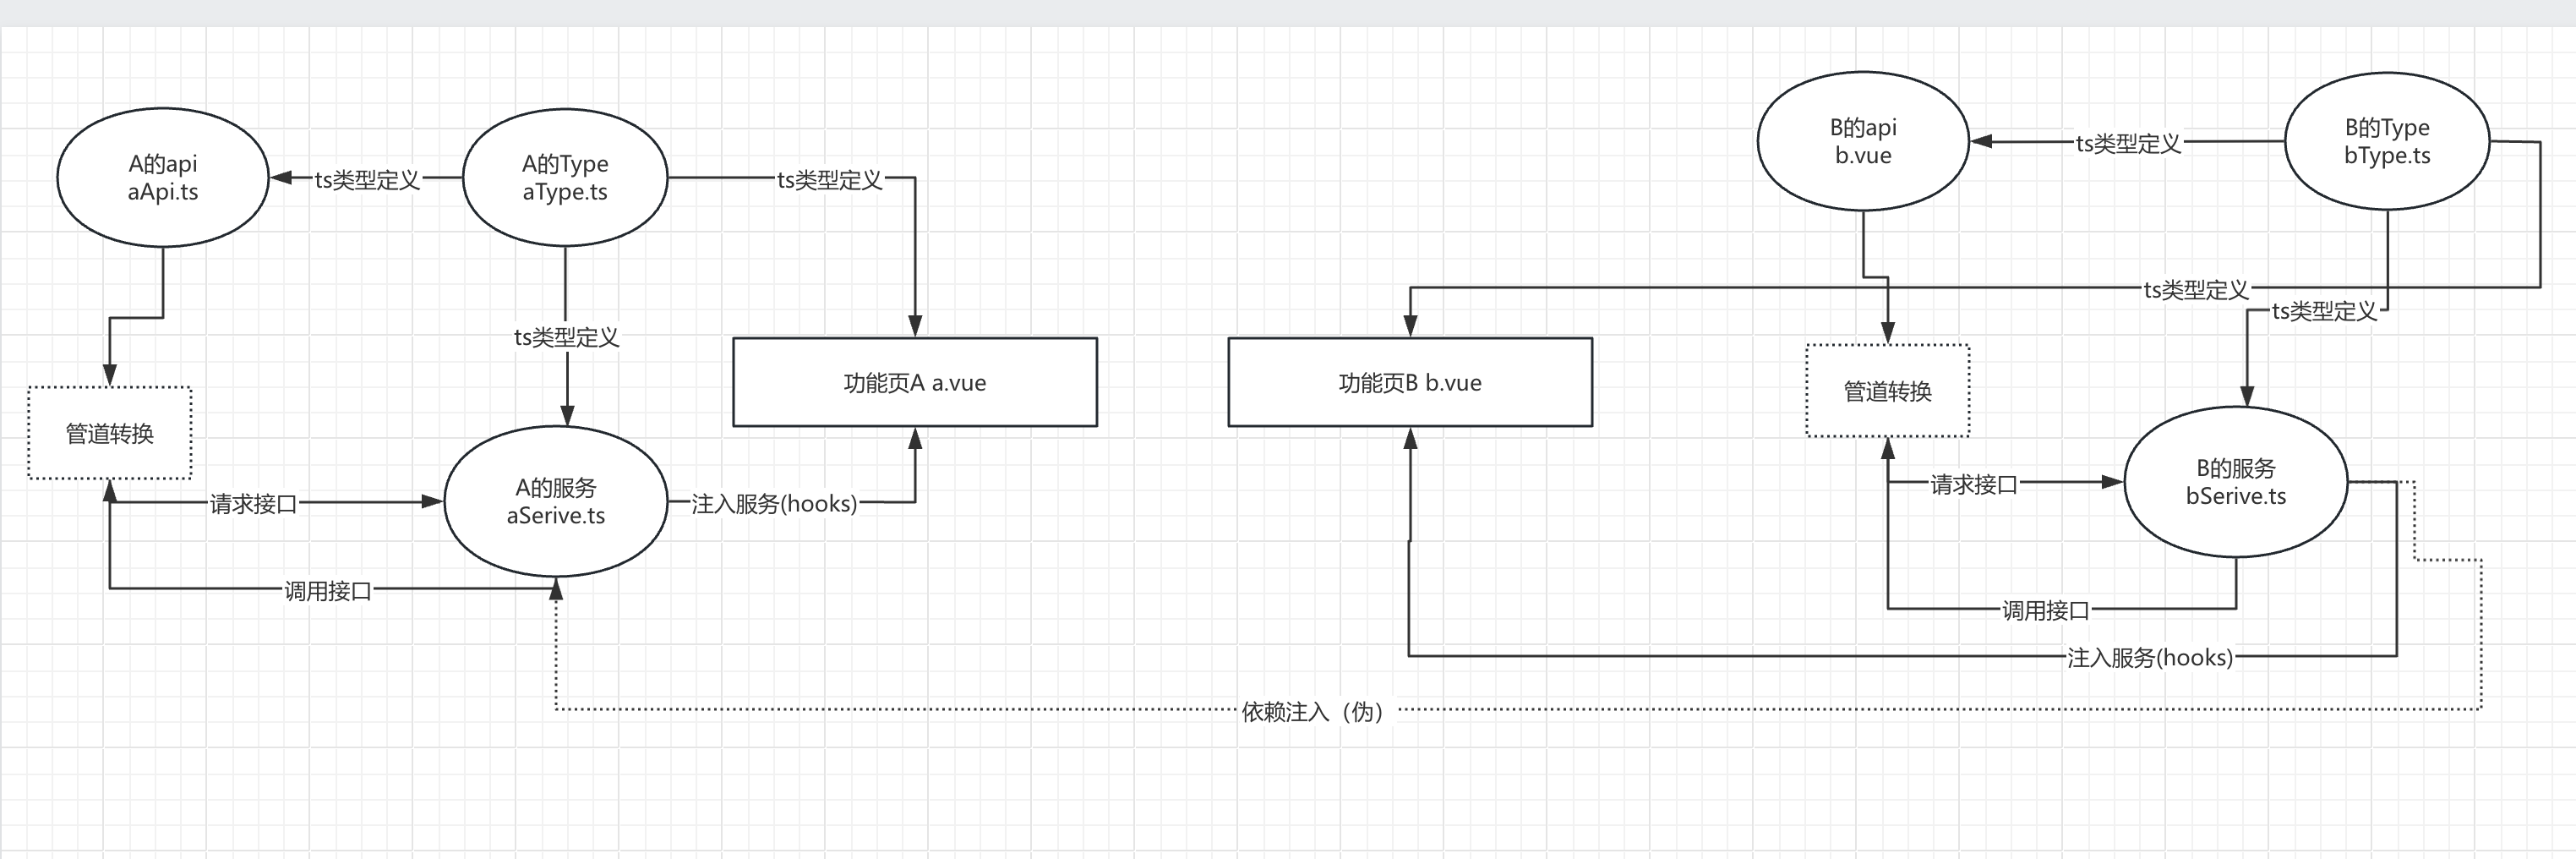 A的api
aApi.ts
ts类型定义
A的Type
aType.ts
ts类型定义
ts类型定义
管道转换
功能页A a.vue
请求接口
A的服务
aSerive.ts
注入服务(hooks)
调用接口
B的api
b.vue
ts类型定义
B的Type
bType.ts
ts类型定义
ts类型定义
功能页B b.vue
管道转换
请求接口
B的服务
bSerive.ts
调用接口
注入服务(hooks)
依赖注入（伪）